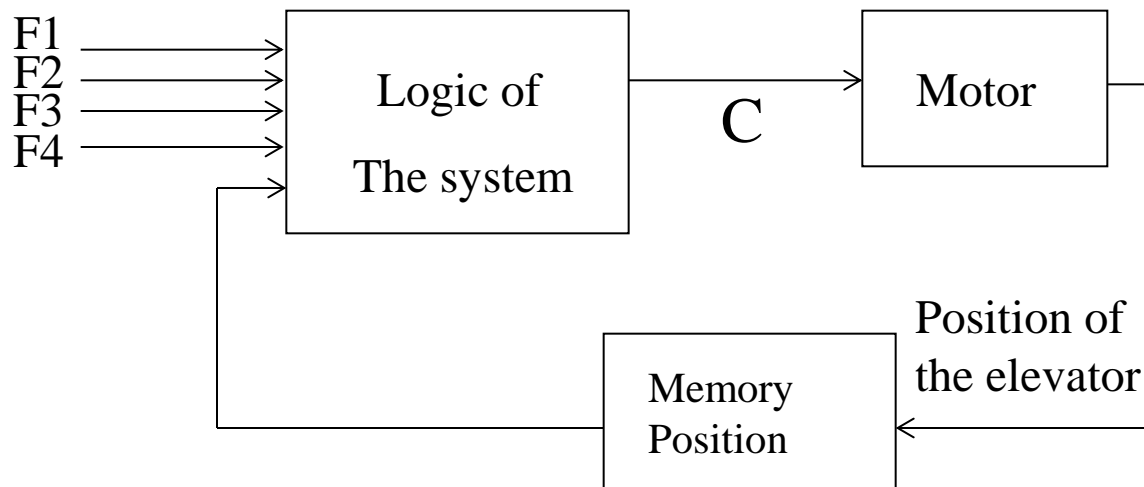 F1
F2
F3
F4
Logic of
The system
C
Motor
Position of
the elevator
Memory
Position